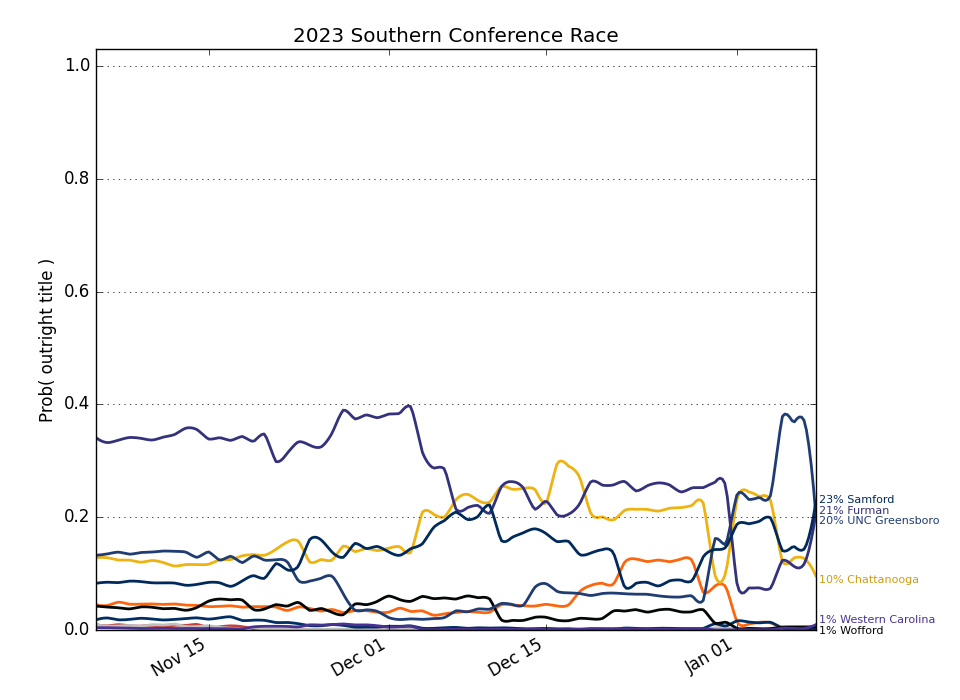 2023 Southern Conference Race
Prob( outright title )
1.0
0.8
0.6
0.4
0.2
0.0
23% Samford
21% Furman
20% UNC Greensboro
10% Chattanooga
1% Western Carolina
1% Wofford
Nov 15
Dec 01
Dec 15
Jan 01